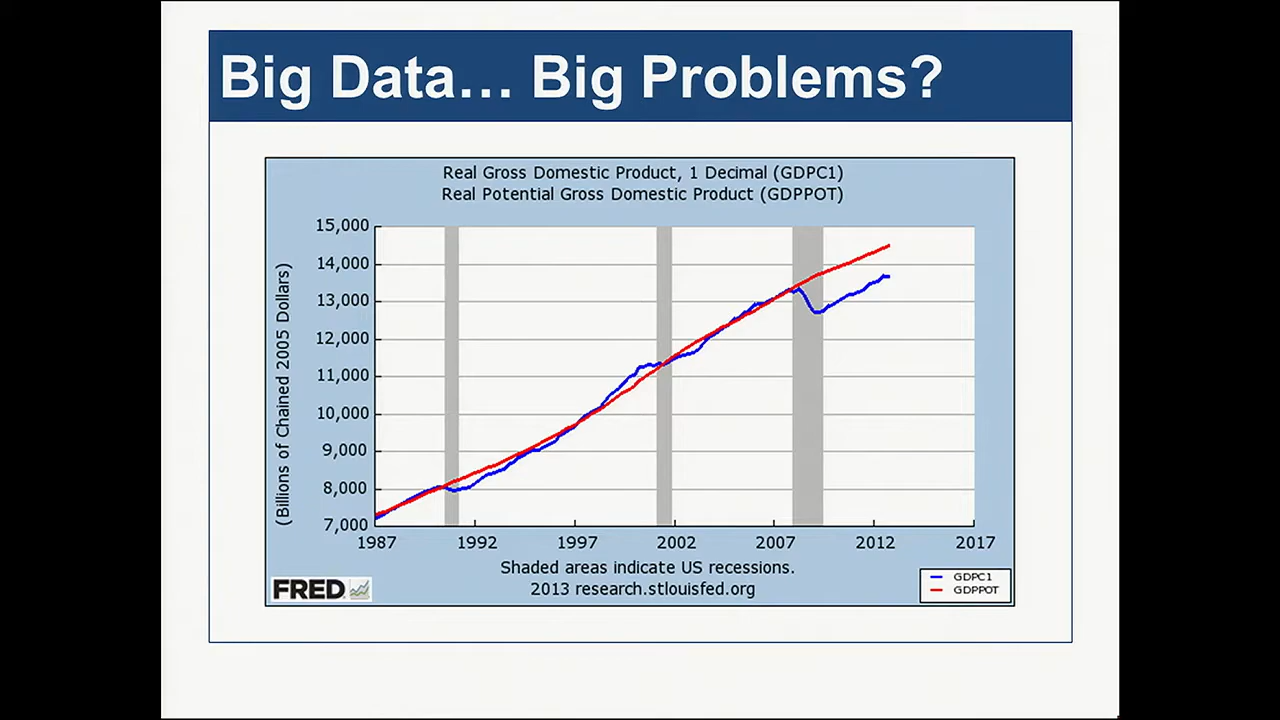 Big Data… Big Problems?
Real Gross Domestic Product, 1 Decimal (GDPC1)
Real Potential Gross Domestic Product (GDPPOT)
(Billions of Chained 2005 Dollars)
15,000
14,000
13,000
12,000
11,000
10,000
9,000
8,000
7,000
1987 1992 1997 2002 2007 2012 2017
Shaded areas indicate US recessions.
2013 research.stlouisfed.org
FRED
GDPC1
GDPPOT